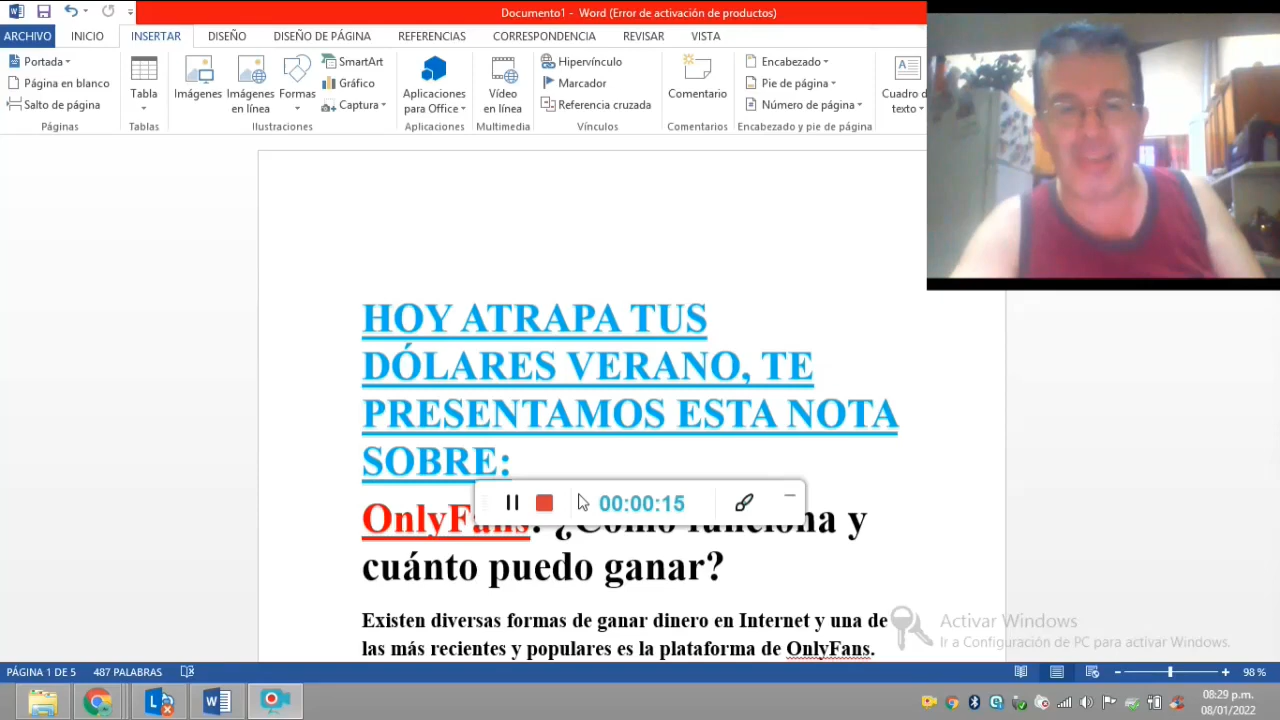 Documento1 - Word (Error de activación de productos)
ARCHIVO INICIO INSERTAR DISEÑO DISEÑO DE PÁGINA REFERENCIAS CORRESPONDENCIA REVISAR VISTA
Portada
Página en blanco
Salto de página
Páginas
Tabla
Tablas
Imágenes
Imágenes en línea
Formas
SmartArt
Gráfico
Captura
Ilustraciones
Aplicaciones para Office
Aplicaciones
Vídeo en línea
Multimedia
Hipervínculo
Marcador
Referencia cruzada
Vínculos
Comentario
Comentarios
Encabezado
Pie de página
Número de página
Encabezado y pie de página
Cuadro de texto
HOY ATRAPA TUS
DÓLARES VERANO, TE
PRESENTAMOS ESTA NOTA
SOBRE:
OnlyFans: ¿Cómo funciona y
cuánto puedo ganar?
00:00:15
Existen diversas formas de ganar dinero en Internet y una de
las más recientes y populares es la plataforma de OnlyFans.
Activar Windows
Ir a Configuración de PC para activar Windows.
PÁGINA 1 DE 5 487 PALABRAS
98 %
08:29 p.m.
08/01/2022